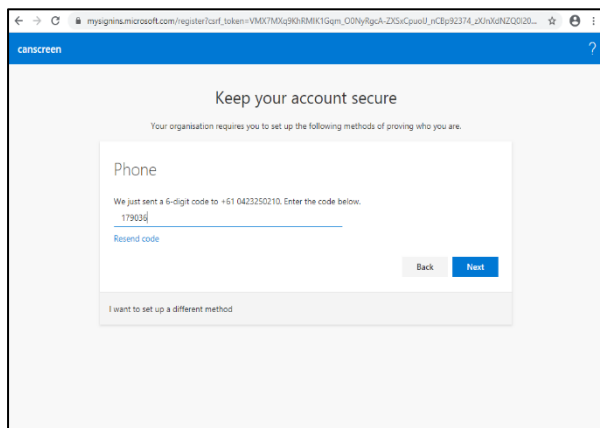 mysignins.microsoft.com/register?csrf_token=VMX7MXq9KhRMIK1Gqm_O0NyRgcA-ZXSxCpuolJ_nCBp92374_zXJnXdNZQ0I20...
canscreen ?
Keep your account secure
Your organisation requires you to set up the following methods of proving who you are.
Phone
We just sent a 6-digit code to +61 0423250210. Enter the code below.
179036
Resend code
Back Next
I want to set up a different method